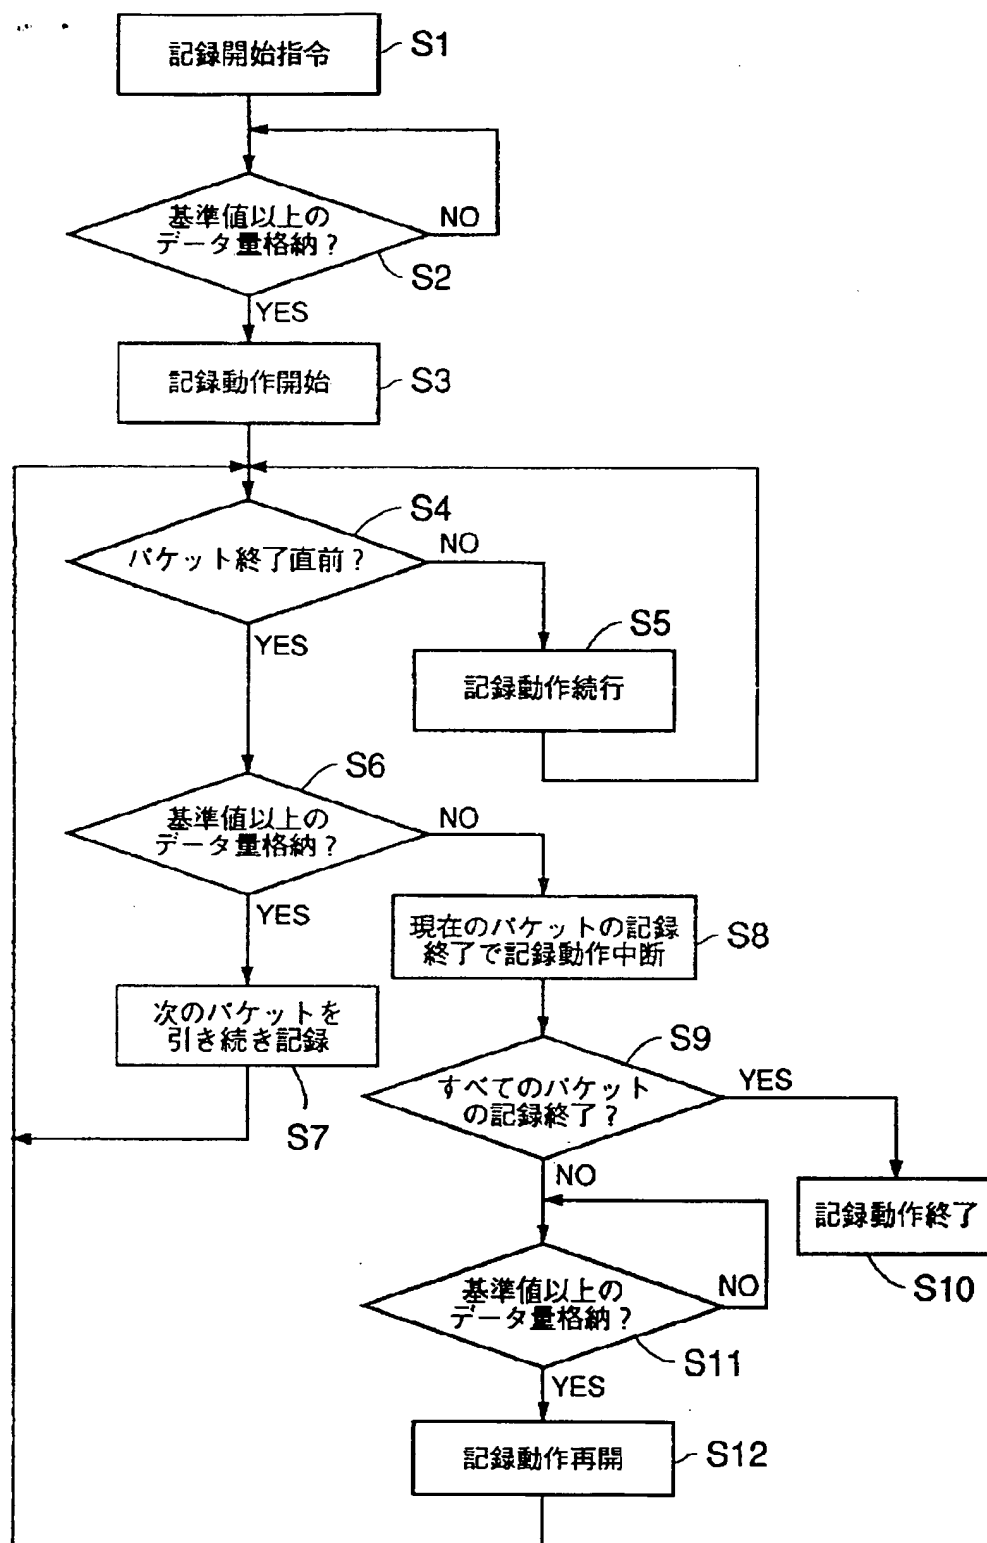 記録開始指令
S1
基準値以上の
データ量格納？
NO
S2
YES
記録動作開始
S3
S4
パケット終了直前？
NO
YES
S5
記録動作続行
S6
基準値以上の
データ量格納？
NO
YES
現在のパケットの記録
終了で記録動作中断
S8
次のパケットを
引き続き記録
S7
S9
すべてのパケット
の記録終了？
YES
NO
記録動作終了
S10
基準値以上の
データ量格納？
NO
S11
YES
記録動作再開
S12